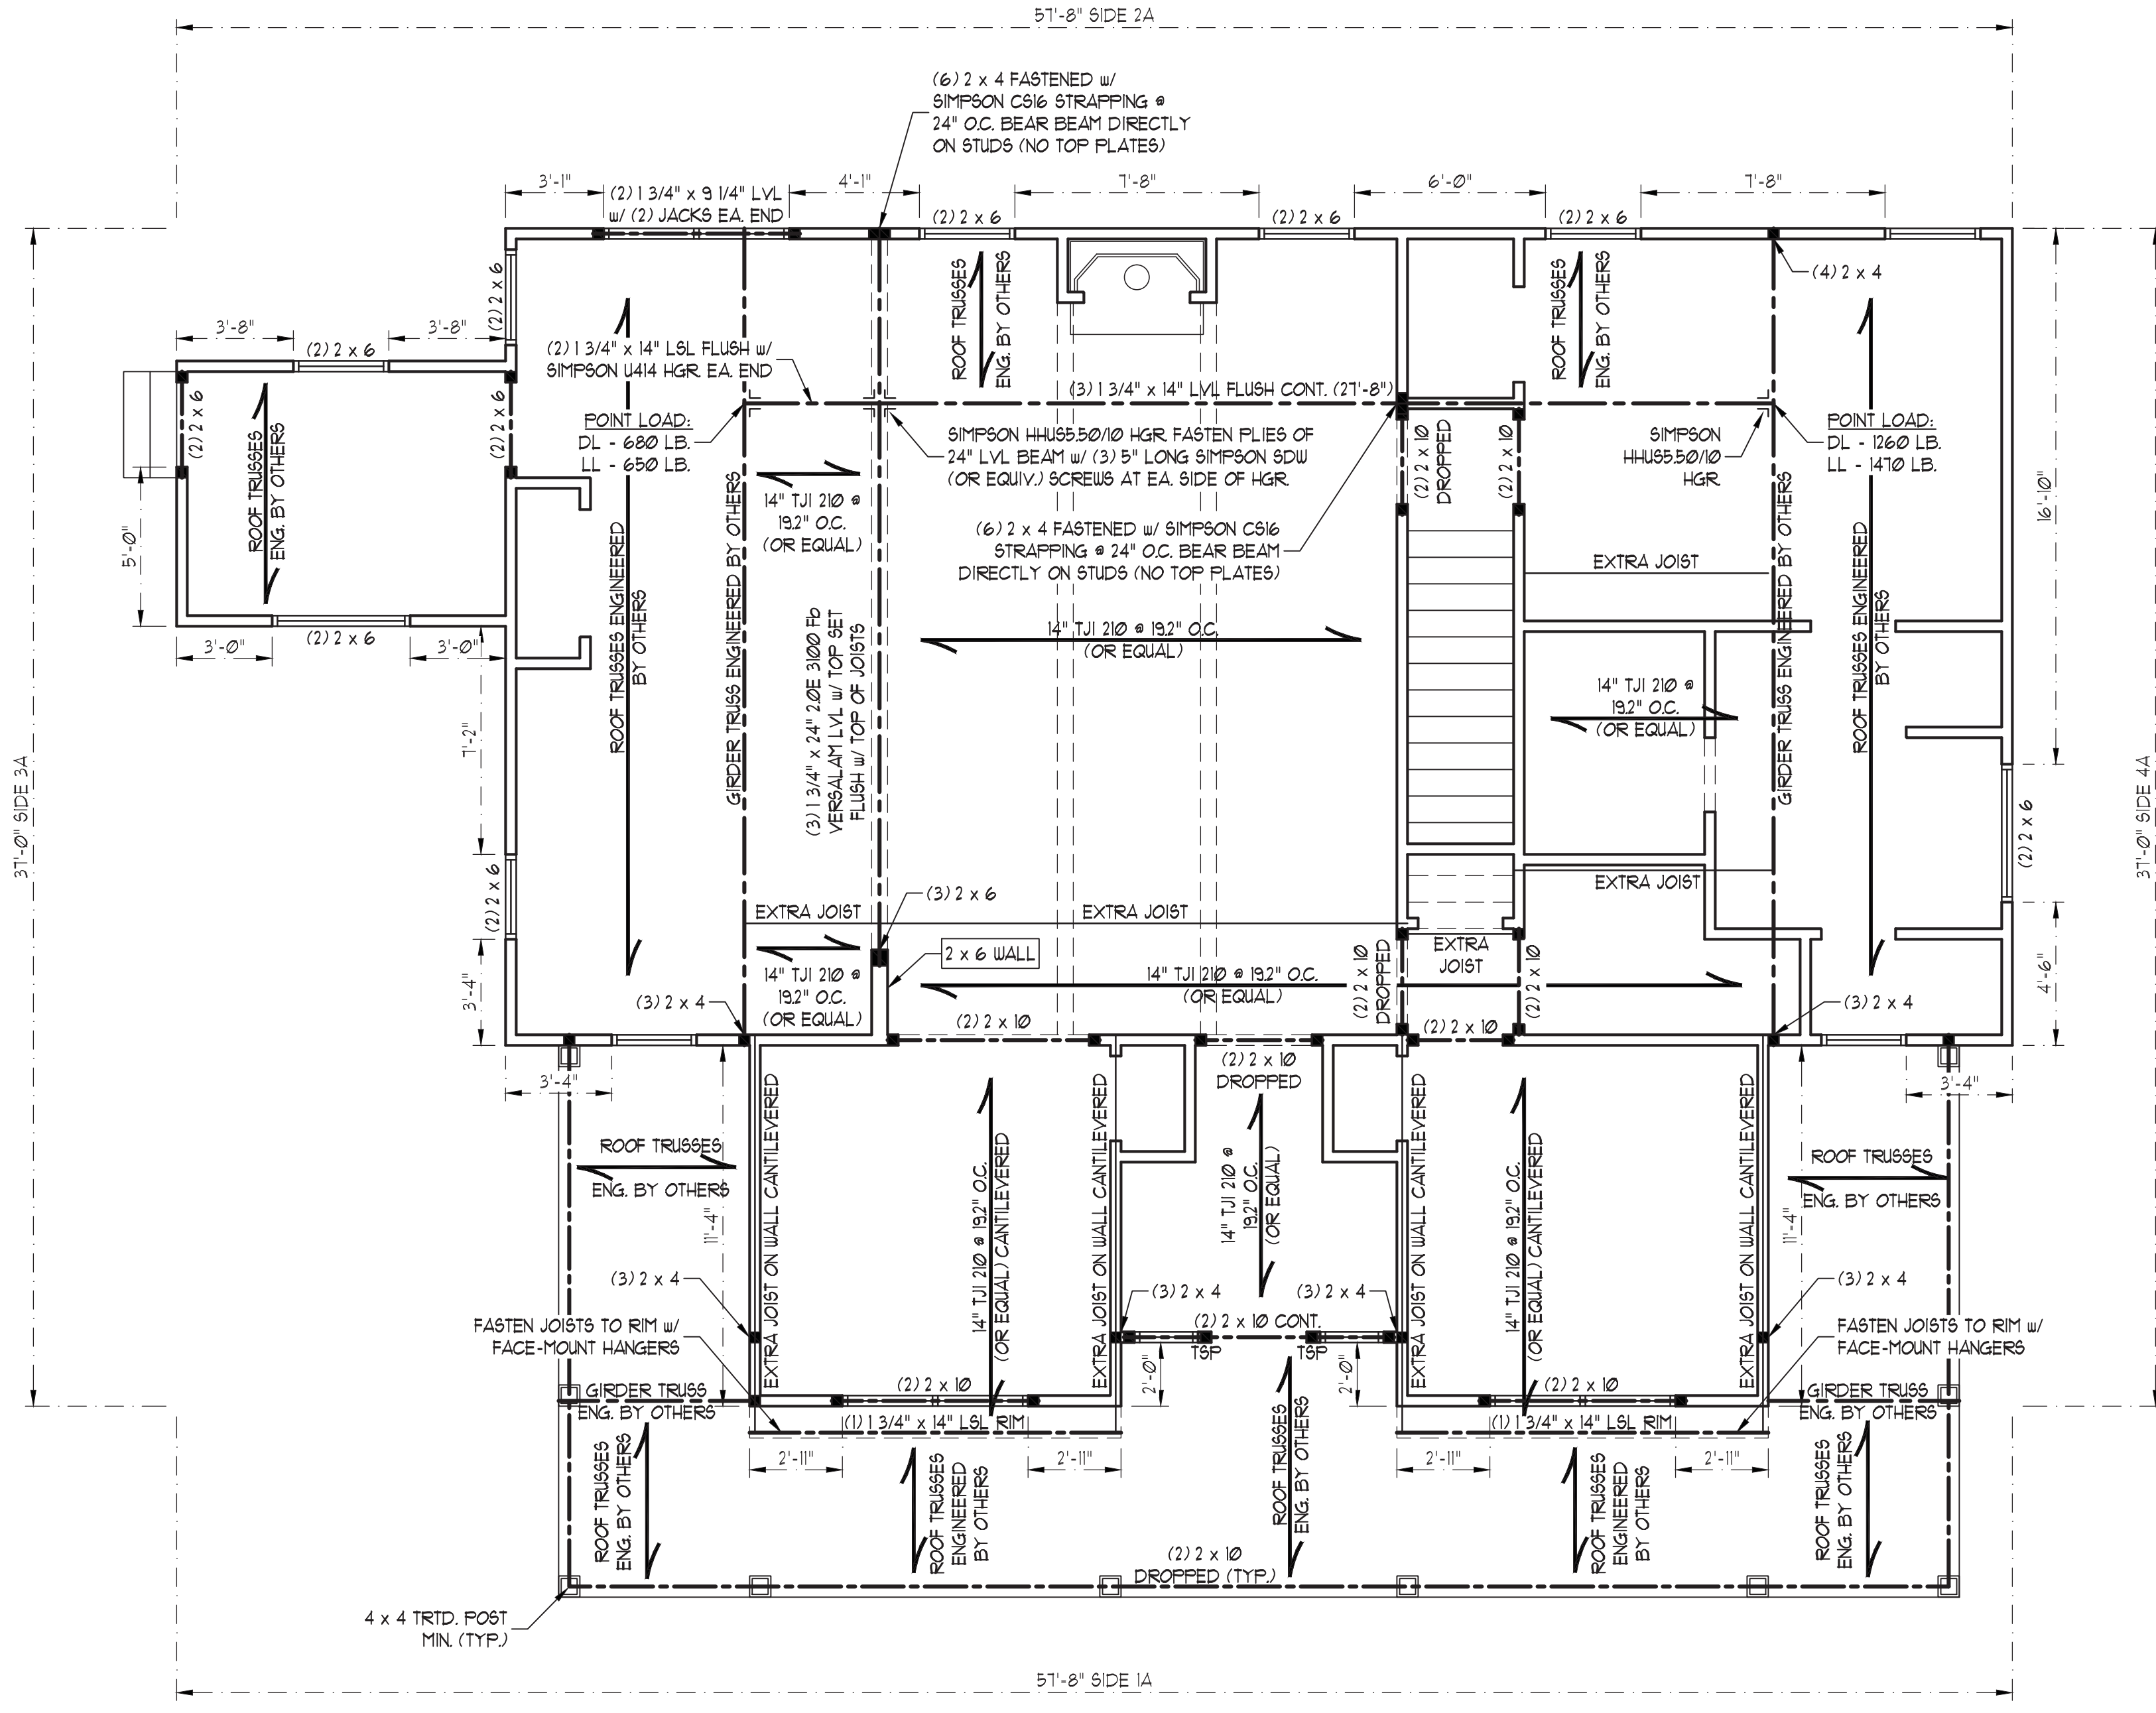 57'-8" SIDE 2A
(6) 2 x 4 FASTENED w/
SIMPSON CS16 STRAPPING @
24" O.C. BEAR BEAM DIRECTLY
ON STUDS (NO TOP PLATES)
3'-1"
(2) 1 3/4" x 9 1/4" LVL
w/ (2) JACKS EA. END
4'-1"
7'-8"
6'-0"
7'-8"
(2) 2 x 6
(2) 2 x 6
(2) 2 x 6
(2) 2 x 6
(4) 2 x 4
ROOF TRUSSES
ENG. BY OTHERS
ROOF TRUSSES
ENG. BY OTHERS
3'-8"
3'-8"
(2) 2 x 6
(2) 1 3/4" x 14" LSL FLUSH w/
SIMPSON U414 HGR. EA. END
(3) 1 3/4" x 14" LVL FLUSH CONT. (27'-8")
(2) 2 x 6
(2) 2 x 6
ROOF TRUSSES
ENG. BY OTHERS
POINT LOAD:
DL - 680 LB.
LL - 650 LB.
SIMPSON HHUS5.50/10 HGR. FASTEN PLIES OF
24" LVL BEAM w/ (3) 5" LONG SIMPSON SDW
(OR EQUIV.) SCREWS AT EA. SIDE OF HGR.
(2) 2 x 10
DROPPED
(2) 2 x 10
SIMPSON
HHUS5.50/10
HGR.
POINT LOAD:
DL - 1260 LB.
LL - 1470 LB.
14" TJI 210 @
19.2" O.C.
(OR EQUAL)
(6) 2 x 4 FASTENED w/ SIMPSON CS16
STRAPPING @ 24" O.C. BEAR BEAM
DIRECTLY ON STUDS (NO TOP PLATES)
EXTRA JOIST
16'-10"
5'-0"
ROOF TRUSSES ENGINEERED
BY OTHERS
GIRDER TRUSS ENGINEERED BY OTHERS
(3) 1 3/4" x 24" 2.0E 3100 Fb
VERSALAM LVL w/ TOP SET
FLUSH w/ TOP OF JOISTS
14" TJI 210 @ 19.2" O.C.
(OR EQUAL)
GIRDER TRUSS ENGINEERED BY OTHERS
ROOF TRUSSES ENGINEERED
BY OTHERS
(2) 2 x 6
3'-0"
3'-0"
14" TJI 210 @
19.2" O.C.
(OR EQUAL)
7'-2"
37'-0" SIDE 3A
37'-0" SIDE 4A
(2) 2 x 6
(2) 2 x 6
(3) 2 x 6
EXTRA JOIST
EXTRA JOIST
EXTRA JOIST
2 x 6 WALL
EXTRA
JOIST
3'-4"
14" TJI 210 @
19.2" O.C.
(OR EQUAL)
14" TJI 210 @ 19.2" O.C.
(OR EQUAL)
(2) 2 x 10
DROPPED
(2) 2 x 10
4'-6"
(3) 2 x 4
(3) 2 x 4
(2) 2 x 10
(2) 2 x 10
(2) 2 x 10
DROPPED
3'-4"
3'-4"
EXTRA JOIST ON WALL CANTILEVERED
14" TJI 210 @ 19.2" O.C.
(OR EQUAL) CANTILEVERED
EXTRA JOIST ON WALL CANTILEVERED
14" TJI 210 @
19.2" O.C.
(OR EQUAL)
EXTRA JOIST ON WALL CANTILEVERED
14" TJI 210 @ 19.2" O.C.
(OR EQUAL) CANTILEVERED
EXTRA JOIST ON WALL CANTILEVERED
ROOF TRUSSES
ENG. BY OTHERS
ROOF TRUSSES
ENG. BY OTHERS
11'-4"
11'-4"
(3) 2 x 4
(3) 2 x 4
(3) 2 x 4
(3) 2 x 4
(2) 2 x 10 CONT.
TSP
TSP
FASTEN JOISTS TO RIM w/
FACE-MOUNT HANGERS
FASTEN JOISTS TO RIM w/
FACE-MOUNT HANGERS
2'-0"
2'-0"
GIRDER TRUSS
ENG. BY OTHERS
(2) 2 x 10
(2) 2 x 10
GIRDER TRUSS
ENG. BY OTHERS
(1) 1 3/4" x 14" LSL RIM
(1) 1 3/4" x 14" LSL RIM
2'-11"
2'-11"
2'-11"
2'-11"
ROOF TRUSSES
ENG. BY OTHERS
ROOF TRUSSES
ENGINEERED
BY OTHERS
ROOF TRUSSES
ENG. BY OTHERS
ROOF TRUSSES
ENGINEERED
BY OTHERS
ROOF TRUSSES
ENG. BY OTHERS
(2) 2 x 10
DROPPED (TYP.)
4 x 4 TRTD. POST
MIN. (TYP.)
57'-8" SIDE 1A